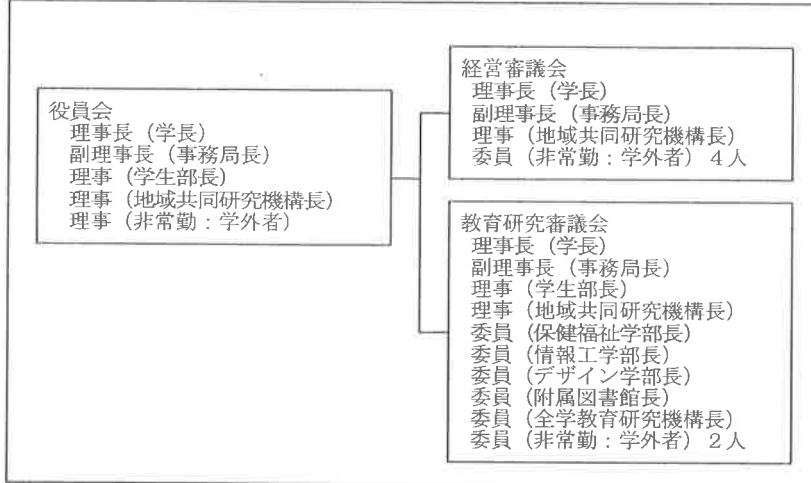 役員会
理事長（学長）
副理事長（事務局長）
理事（学生部長）
理事（地域共同研究機構長）
理事（非常勤：学外者）
経営審議会
理事長（学長）
副理事長（事務局長）
理事（地域共同研究機構長）
委員（非常勤：学外者）４人
教育研究審議会
理事長（学長）
副理事長（事務局長）
理事（学生部長）
理事（地域共同研究機構長）
委員（保健福祉学部長）
委員（情報工学部長）
委員（デザイン学部長）
委員（附属図書館長）
委員（全学教育研究機構長）
委員（非常勤：学外者）２人